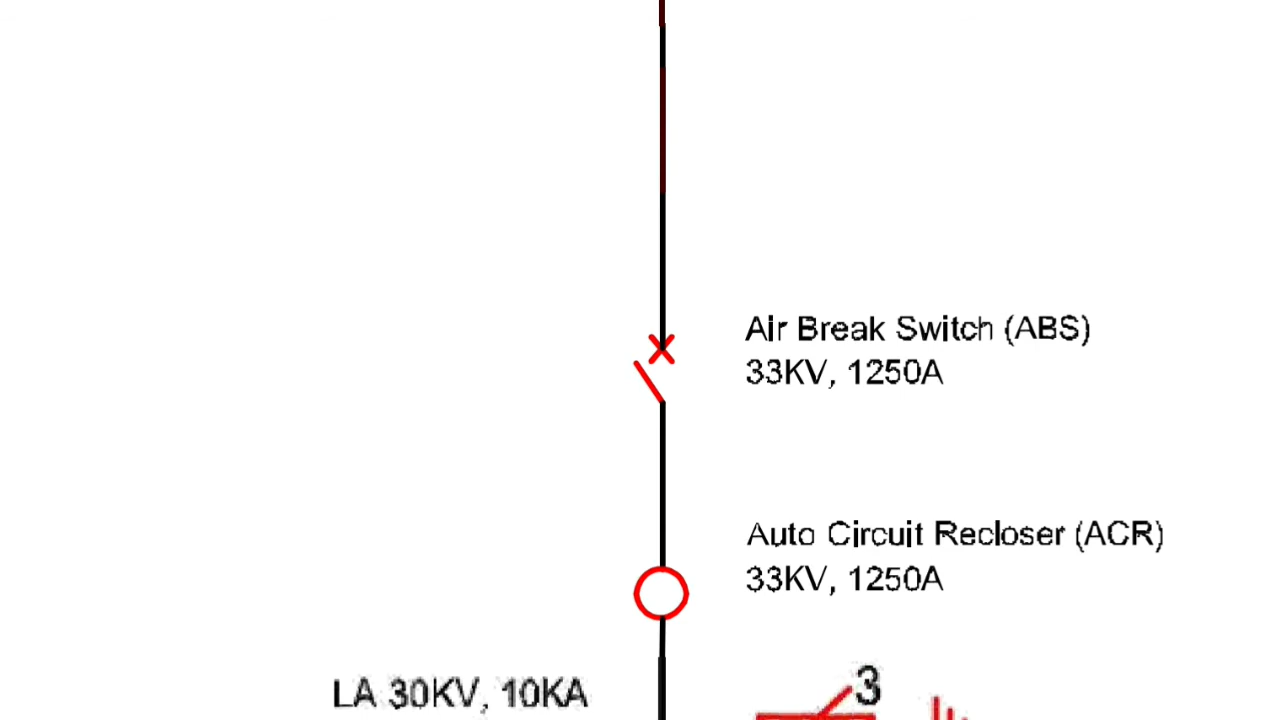 Air Break Switch (ABS)
33KV, 1250A
Auto Circuit Recloser (ACR)
33KV, 1250A
3
LA 30KV, 10KA